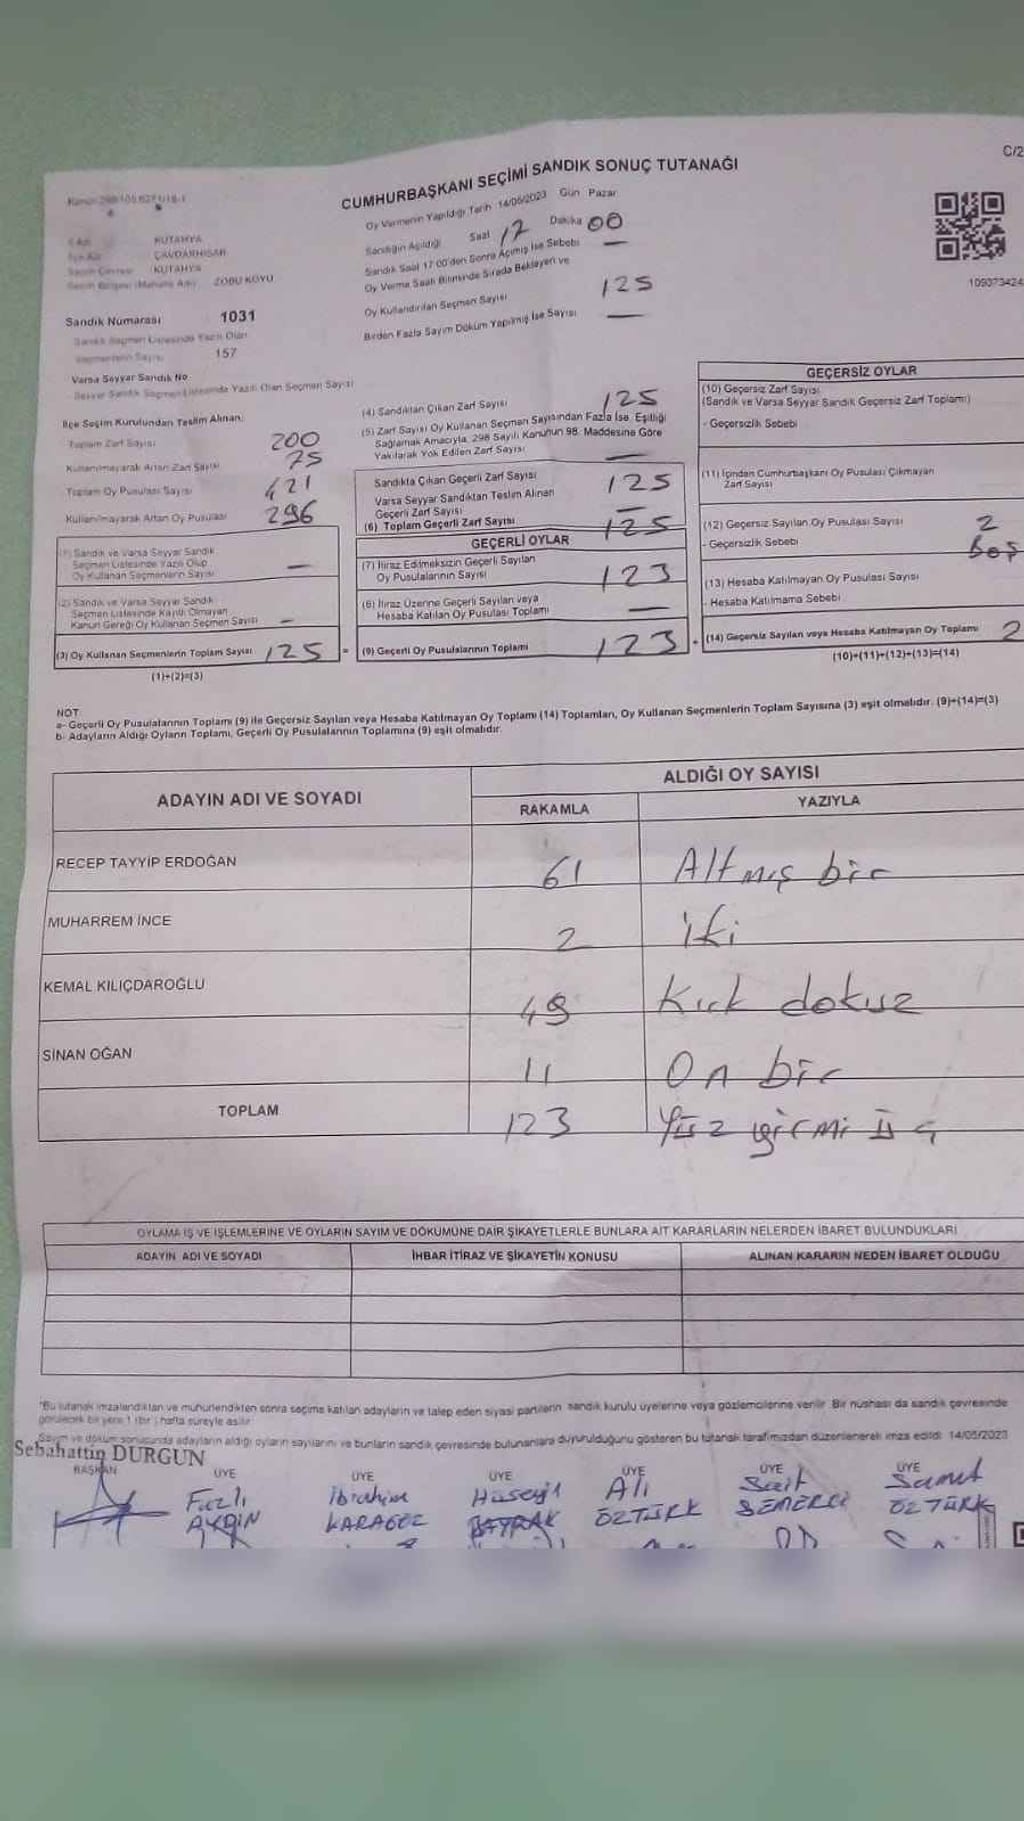 C/2
CUMHURBAŞKANI SEÇİMİ SANDIK SONUÇ TUTANAĞI
Oy Vermenin Yapıldığı Tarih 14/05/2023 Gün Pazar
Sandığın Açıldığı Saat 17 Dakika 00
Sandık Saat 17:00'den Sonra Açılmış İse Sebebi —
Oy Verme Saati Bitiminde Sırada Bekleyen ve
Oy Kullandırılan Seçmen Sayısı 125
Birden Fazla Sayım Döküm Yapılmış İse Sayısı —
109373424
İli Adı KÜTAHYA
İlçe Adı ÇAVDARHİSAR
Seçim Çevresi KÜTAHYA
Seçim Bölgesi (Mahalle Adı) ZOBU KÖYÜ
Sandık Numarası 1031
Sandık Seçmen Listesinde Yazılı Olan
Seçmenlerin Sayısı 157
Varsa Seyyar Sandık No
Seyyar Sandık Seçmen Listesinde Yazılı Olan Seçmen Sayısı
İlçe Seçim Kurulundan Teslim Alınan:
Toplam Zarf Sayısı 200
Kullanılmayarak Artan Zarf Sayısı 75
Toplam Oy Pusulası Sayısı 421
Kullanılmayarak Artan Oy Pusulası 296
(1) Sandık ve Varsa Seyyar Sandık
Seçmen Listesinde Yazılı Olup
Oy Kullanan Seçmenlerin Sayısı —
(2) Sandık ve Varsa Seyyar Sandık
Seçmen Listesinde Kayıtlı Olmayan
Kanun Gereği Oy Kullanan Seçmen Sayısı —
(3) Oy Kullanan Seçmenlerin Toplam Sayısı 125 =
(1)+(2)=(3)
(4) Sandıktan Çıkan Zarf Sayısı 125
(5) Zarf Sayısı Oy Kullanan Seçmen Sayısından Fazla İse, Eşitliği
Sağlamak Amacıyla, 298 Sayılı Kanunun 98. Maddesine Göre
Yakılarak Yok Edilen Zarf Sayısı —
Sandıkta Çıkan Geçerli Zarf Sayısı 125
Varsa Seyyar Sandıktan Teslim Alınan
Geçerli Zarf Sayısı —
(6) Toplam Geçerli Zarf Sayısı 125
GEÇERLİ OYLAR
(7) İtiraz Edilmeksizin Geçerli Sayılan
Oy Pusulalarının Sayısı 123
(8) İtiraz Üzerine Geçerli Sayılan veya
Hesaba Katılan Oy Pusulası Toplamı —
(9) Geçerli Oy Pusulalarının Toplamı 123 +
GEÇERSİZ OYLAR
(10) Geçersiz Zarf Sayısı
(Sandık ve Varsa Seyyar Sandık Geçersiz Zarf Toplamı)
- Geçersizlik Sebebi
(11) İçinden Cumhurbaşkanı Oy Pusulası Çıkmayan
Zarf Sayısı
(12) Geçersiz Sayılan Oy Pusulası Sayısı 2
- Geçersizlik Sebebi Boş
(13) Hesaba Katılmayan Oy Pusulası Sayısı
- Hesaba Katılmama Sebebi
(14) Geçersiz Sayılan veya Hesaba Katılmayan Oy Toplamı 2
(10)+(11)+(12)+(13)=(14)
NOT:
a- Geçerli Oy Pusulalarının Toplamı (9) ile Geçersiz Sayılan veya Hesaba Katılmayan Oy Toplamı (14) Toplamları, Oy Kullanan Seçmenlerin Toplam Sayısına (3) eşit olmalıdır. (9)+(14)=(3)
b- Adayların Aldığı Oyların Toplamı, Geçerli Oy Pusulalarının Toplamına (9) eşit olmalıdır.
ADAYIN ADI VE SOYADI
ALDIĞI OY SAYISI
RAKAMLA YAZIYLA
RECEP TAYYİP ERDOĞAN 61 Altmış bir
MUHARREM İNCE 2 iki
KEMAL KILIÇDAROĞLU 49 Kırk dokuz
SİNAN OĞAN 11 On bir
TOPLAM 123 Yüz yirmi üç
OYLAMA İŞ VE İŞLEMLERİNE VE OYLARIN SAYIM VE DÖKÜMÜNE DAİR ŞİKAYETLERLE BUNLARA AİT KARARLARIN NELERDEN İBARET BULUNDUKLARI
ADAYIN ADI VE SOYADI İHBAR İTİRAZ VE ŞİKAYETİN KONUSU ALINAN KARARIN NEDEN İBARET OLDUĞU
"Bu tutanak imzalandıktan ve mühürlendikten sonra seçime katılan adayların ve talep eden siyasi partilerin sandık kurulu üyelerine veya gözlemcilerine verilir. Bir nüshası da sandık çevresinde
görülecek bir yere 1 (bir) hafta süreyle asılır.
Sayım ve döküm sonucunda adayların aldığı oyların sayılarını ve bunların sandık çevresinde bulunanlara duyurulduğunu gösteren bu tutanak tarafımızdan düzenlenerek imza edildi. 14/05/2023
Sebahattin DURGUN
BAŞKAN ÜYE ÜYE ÜYE ÜYE ÜYE ÜYE
Fazlı İbrahim Hüseyin Ali Sait Samet
AYDIN KARAGÖZ BAYRAK ÖZTÜRK SEMERCİ ÖZTÜRK